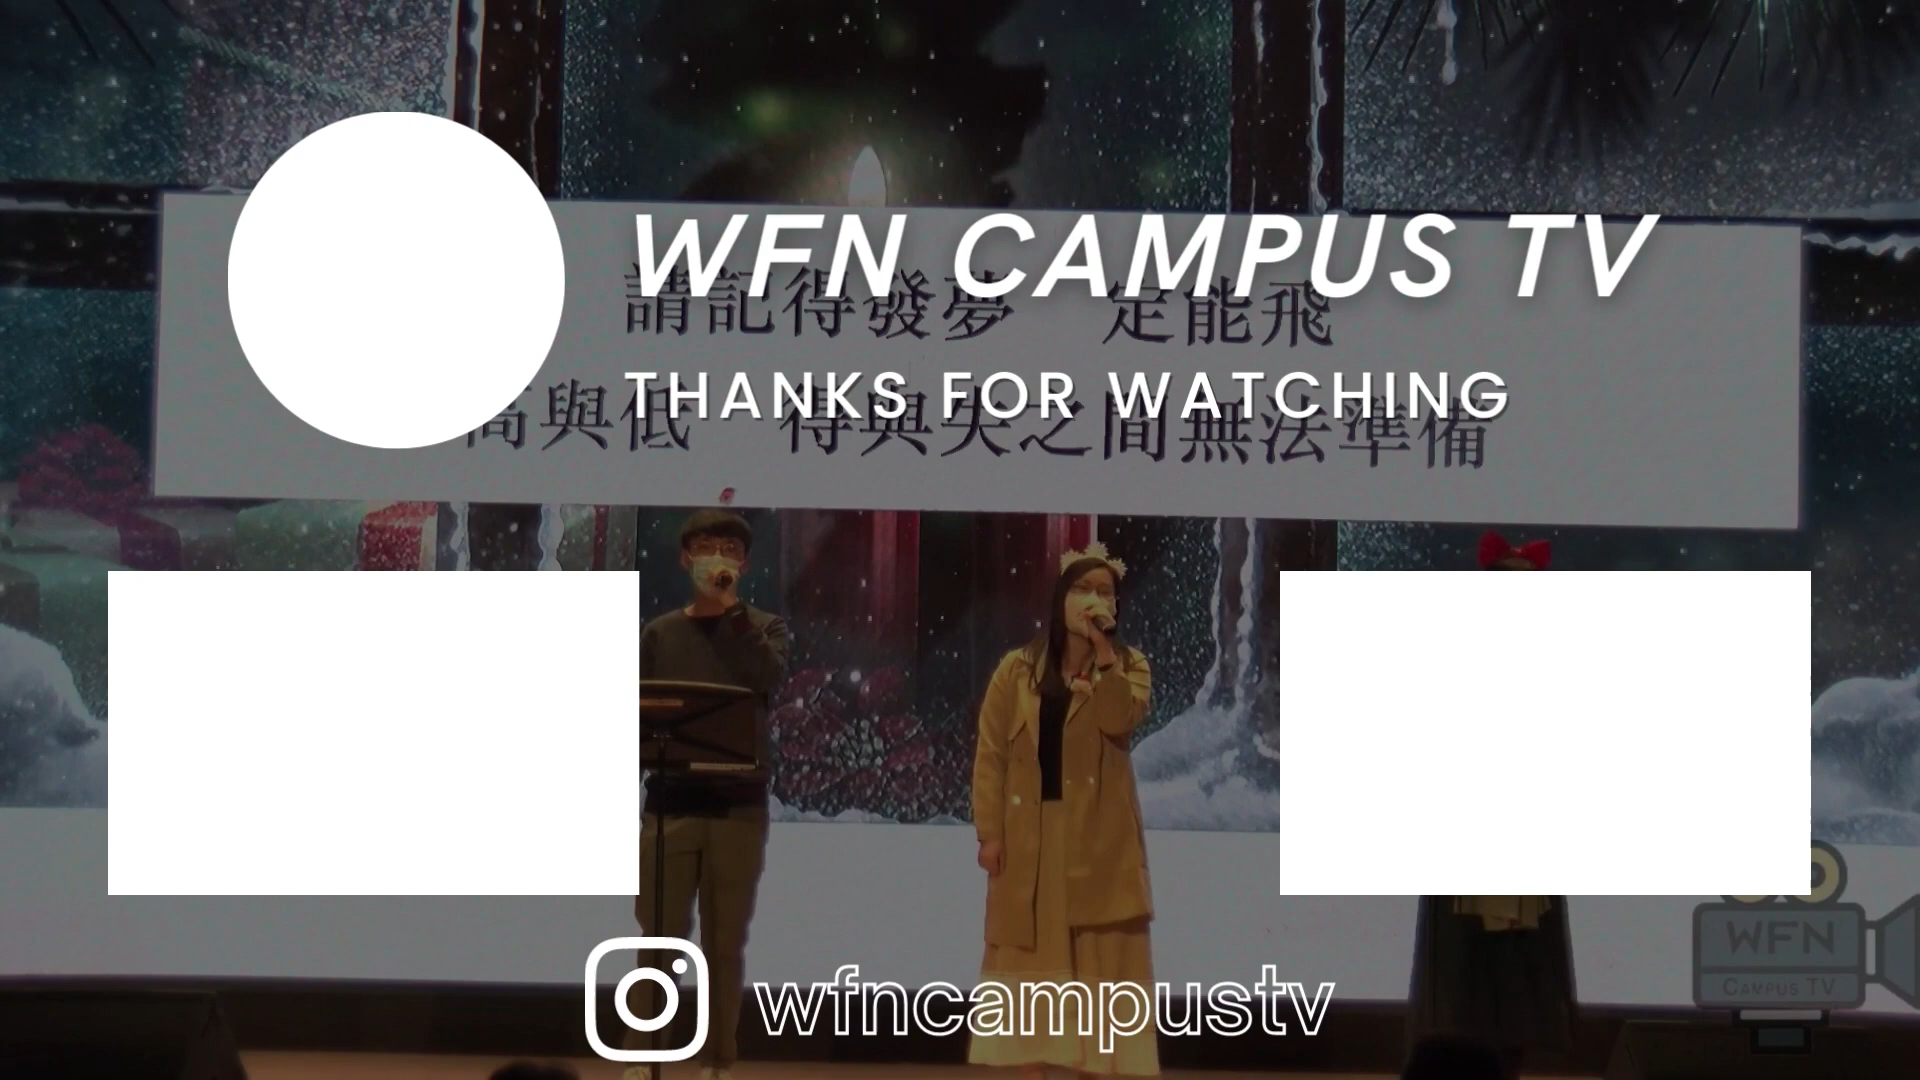 WFN CAMPUS TV
請記得發夢 定能飛
THANKS FOR WATCHING
高與低 得與失之間無法準備
wfncampustv
WFN
CAMPUS TV